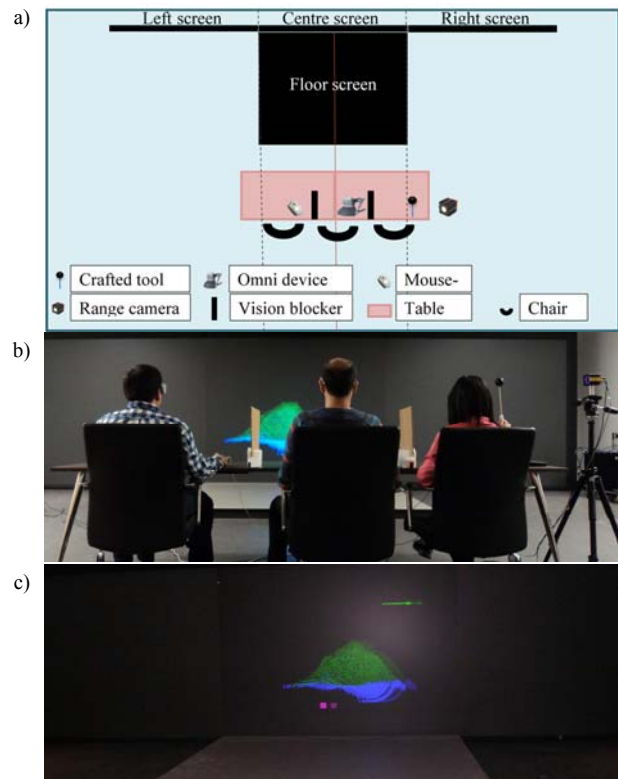 a)
Left screen Centre screen Right screen
Floor screen
Crafted tool Omni device Mouse-
Range camera Vision blocker Table Chair
b)
c)